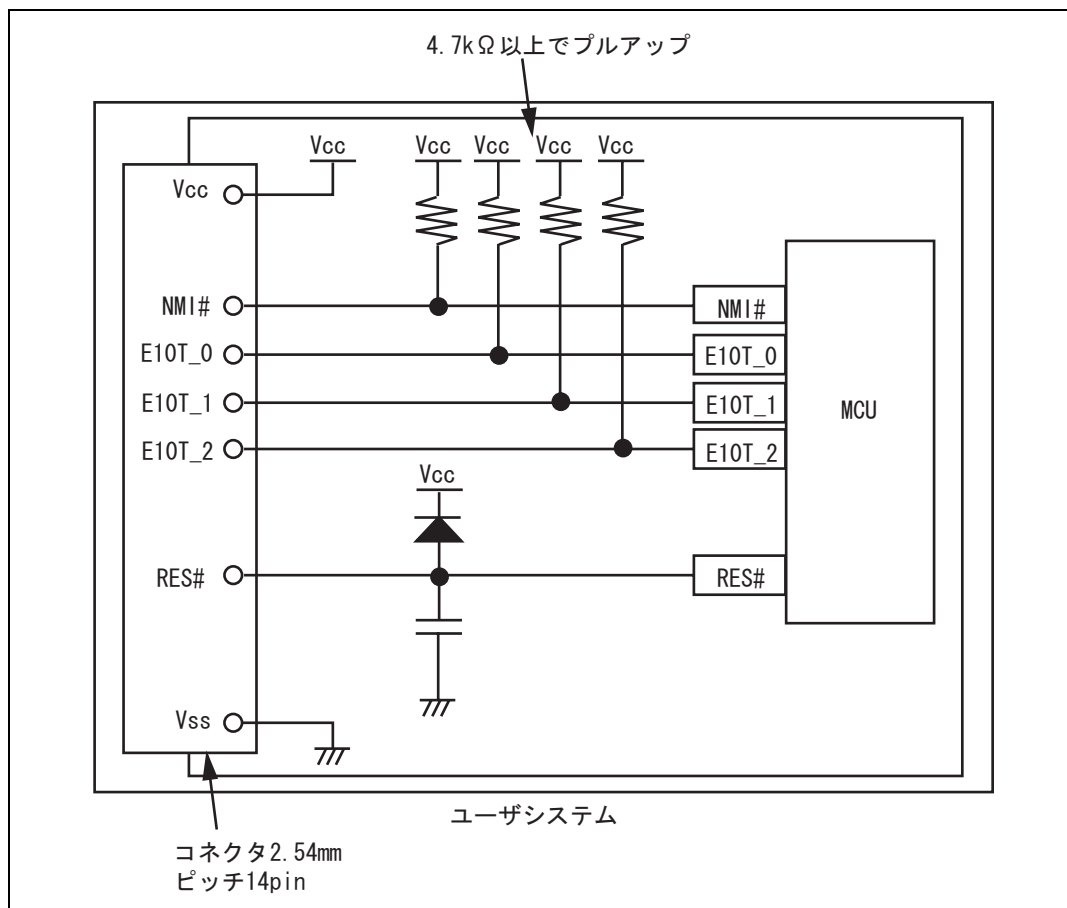 4.7kΩ以上でプルアップ
Vcc
Vcc
Vcc
Vcc
Vcc
Vcc
NMI#
NMI#
E10T_0
E10T_0
E10T_1
E10T_1
MCU
E10T_2
E10T_2
Vcc
RES#
RES#
Vss
ユーザシステム
コネクタ2.54mm
ピッチ14pin